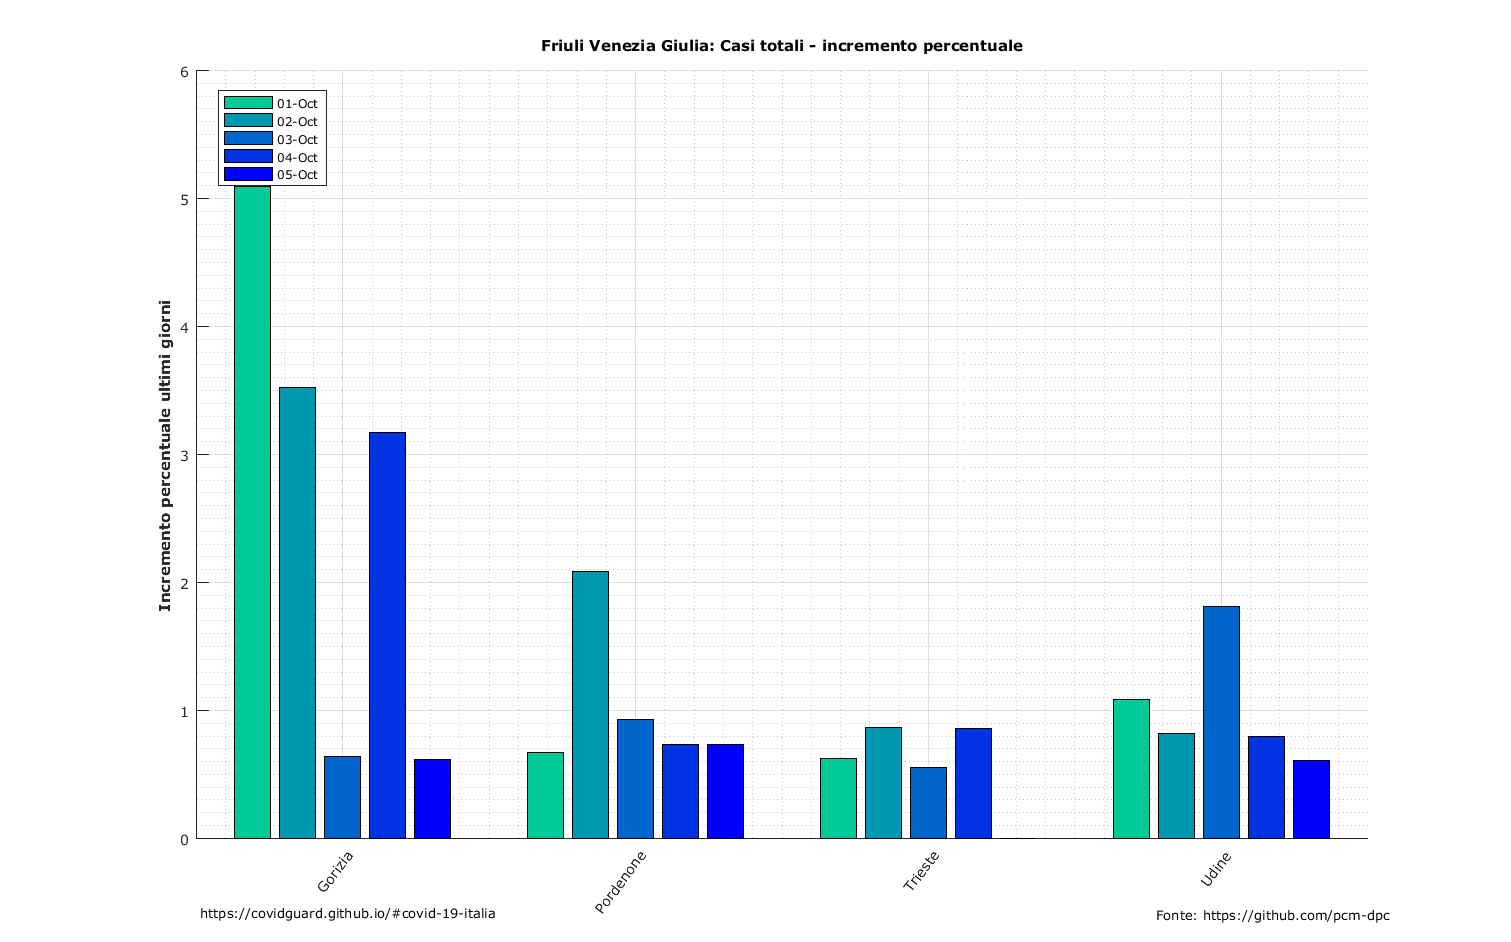 Friuli Venezia Giulia: Casi totali - incremento percentuale
6
5
4
3
2
1
0
Incremento percentuale ultimi giorni
01-Oct
02-Oct
03-Oct
04-Oct
05-Oct
Gorizia
Pordenone
Trieste
Udine
https://covidguard.github.io/#covid-19-italia
Fonte: https://github.com/pcm-dpc